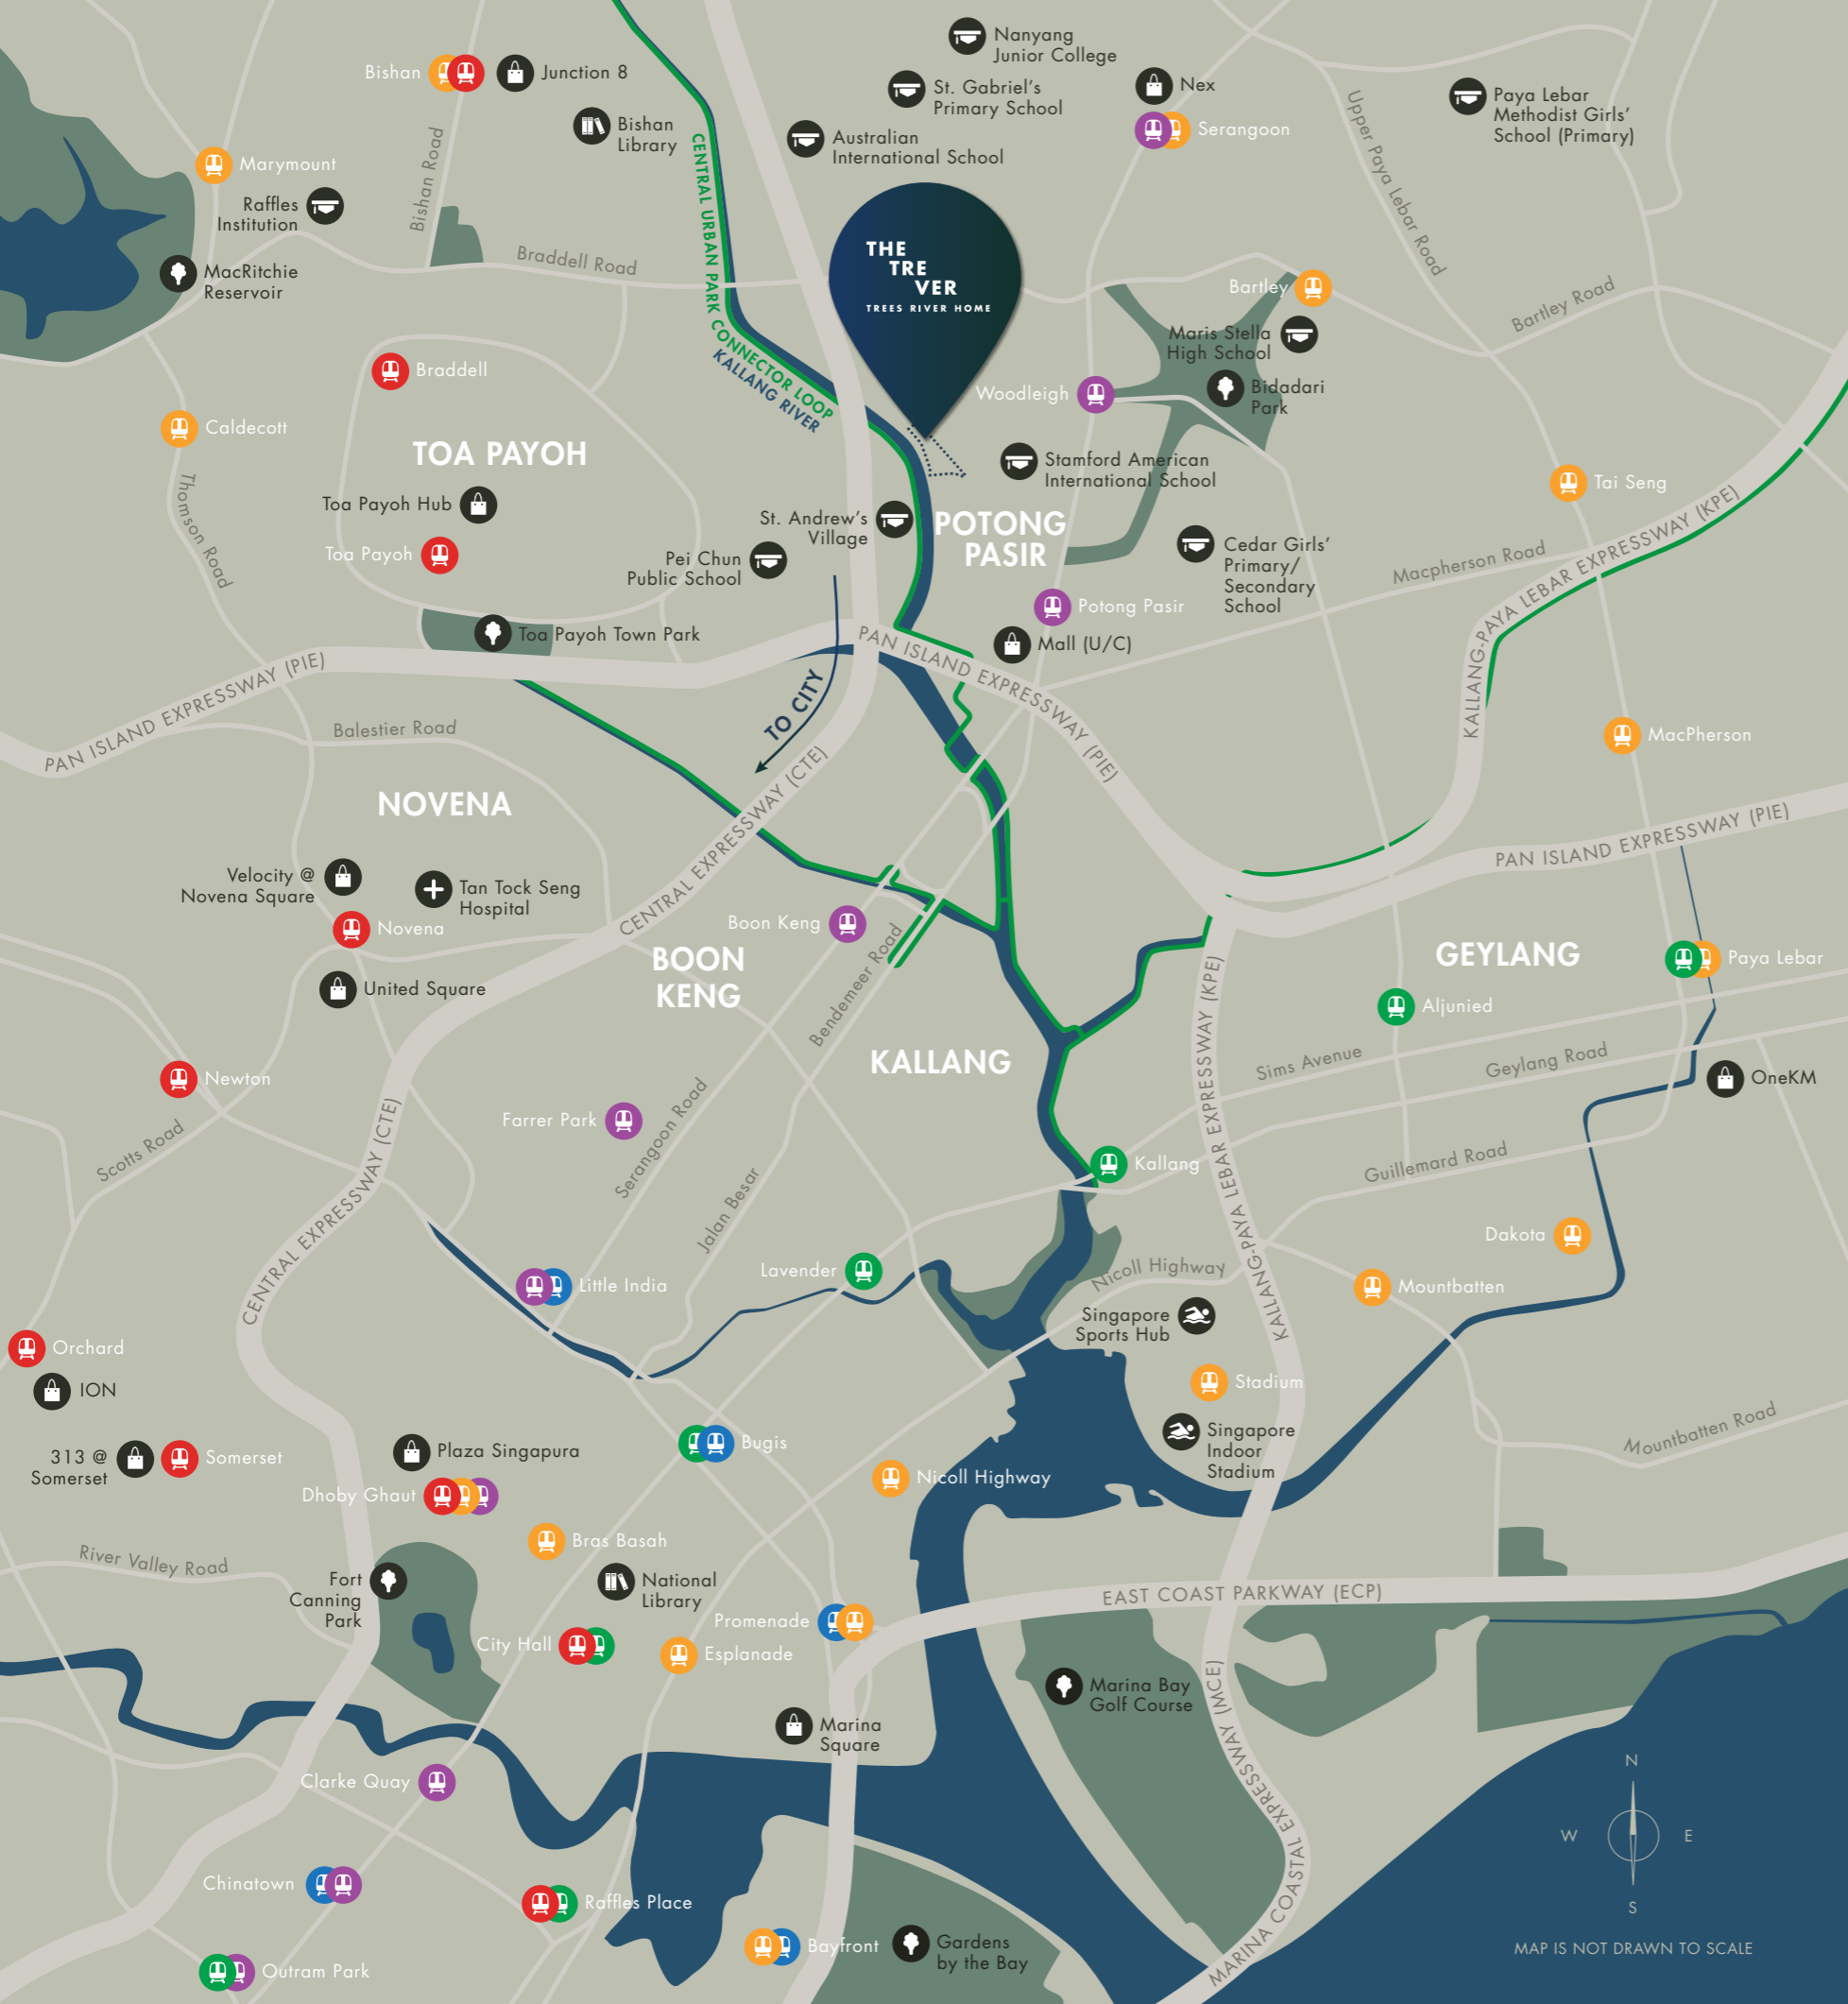 Nanyang
Junior College
Bishan
Junction 8
St. Gabriel's
Primary School
Nex
Paya Lebar
Methodist Girls'
School (Primary)
Upper Paya Lebar Road
Bishan
Library
Australian
International School
Serangoon
Marymount
Bishan Road
CENTRAL URBAN PARK CONNECTOR LOOP
KALLANG RIVER
Raffles
Institution
MacRitchie
Reservoir
Braddell Road
THE
TRE
VER
TREES RIVER HOME
Bartley
Bartley Road
Maris Stella
High School
Bidadari
Park
Woodleigh
Braddell
Caldecott
TOA PAYOH
Thomson Road
Stamford American
International School
Tai Seng
Toa Payoh Hub
St. Andrew's
Village
POTONG
PASIR
Toa Payoh
Pei Chun
Public School
Cedar Girls'
Primary/
Secondary
School
Macpherson Road
KALLANG-PAYA LEBAR EXPRESSWAY (KPE)
Potong Pasir
Toa Payoh Town Park
Mall (U/C)
PAN ISLAND EXPRESSWAY (PIE)
PAN ISLAND EXPRESSWAY (PIE)
TO CITY
Balestier Road
MacPherson
NOVENA
CENTRAL EXPRESSWAY (CTE)
PAN ISLAND EXPRESSWAY (PIE)
Velocity @
Novena Square
Tan Tock Seng
Hospital
Novena
Boon Keng
Bendemeer Road
BOON
KENG
GEYLANG
Paya Lebar
United Square
Aljunied
KALLANG
KALLANG-PAYA LEBAR EXPRESSWAY (KPE)
Sims Avenue
Geylang Road
Newton
OneKM
Scotts Road
CENTRAL EXPRESSWAY (CTE)
Farrer Park
Serangoon Road
Jalan Besar
Kallang
Guillemard Road
Dakota
Lavender
Nicoll Highway
Little India
Mountbatten
KALLANG-PAYA LEBAR EXPRESSWAY (KPE)
Singapore
Sports Hub
Orchard
ION
Stadium
Mountbatten Road
313 @
Somerset
Somerset
Plaza Singapura
Bugis
Singapore
Indoor
Stadium
Nicoll Highway
Dhoby Ghaut
Bras Basah
River Valley Road
Fort
Canning
Park
National
Library
EAST COAST PARKWAY (ECP)
Promenade
City Hall
Esplanade
Marina Bay
Golf Course
MARINA COASTAL EXPRESSWAY (MCE)
Marina
Square
Clarke Quay
N
W
E
S
Chinatown
Raffles Place
Bayfront
Gardens
by the Bay
MAP IS NOT DRAWN TO SCALE
Outram Park